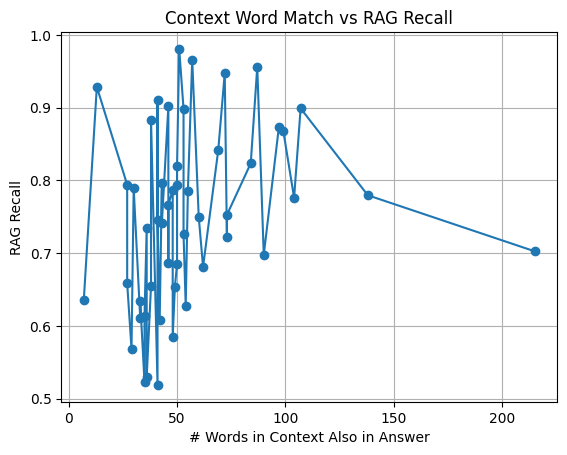 Context Word Match vs RAG Recall
1.0
0.9
0.8
0.7
0.6
0.5
RAG Recall
0 50 100 150 200
# Words in Context Also in Answer